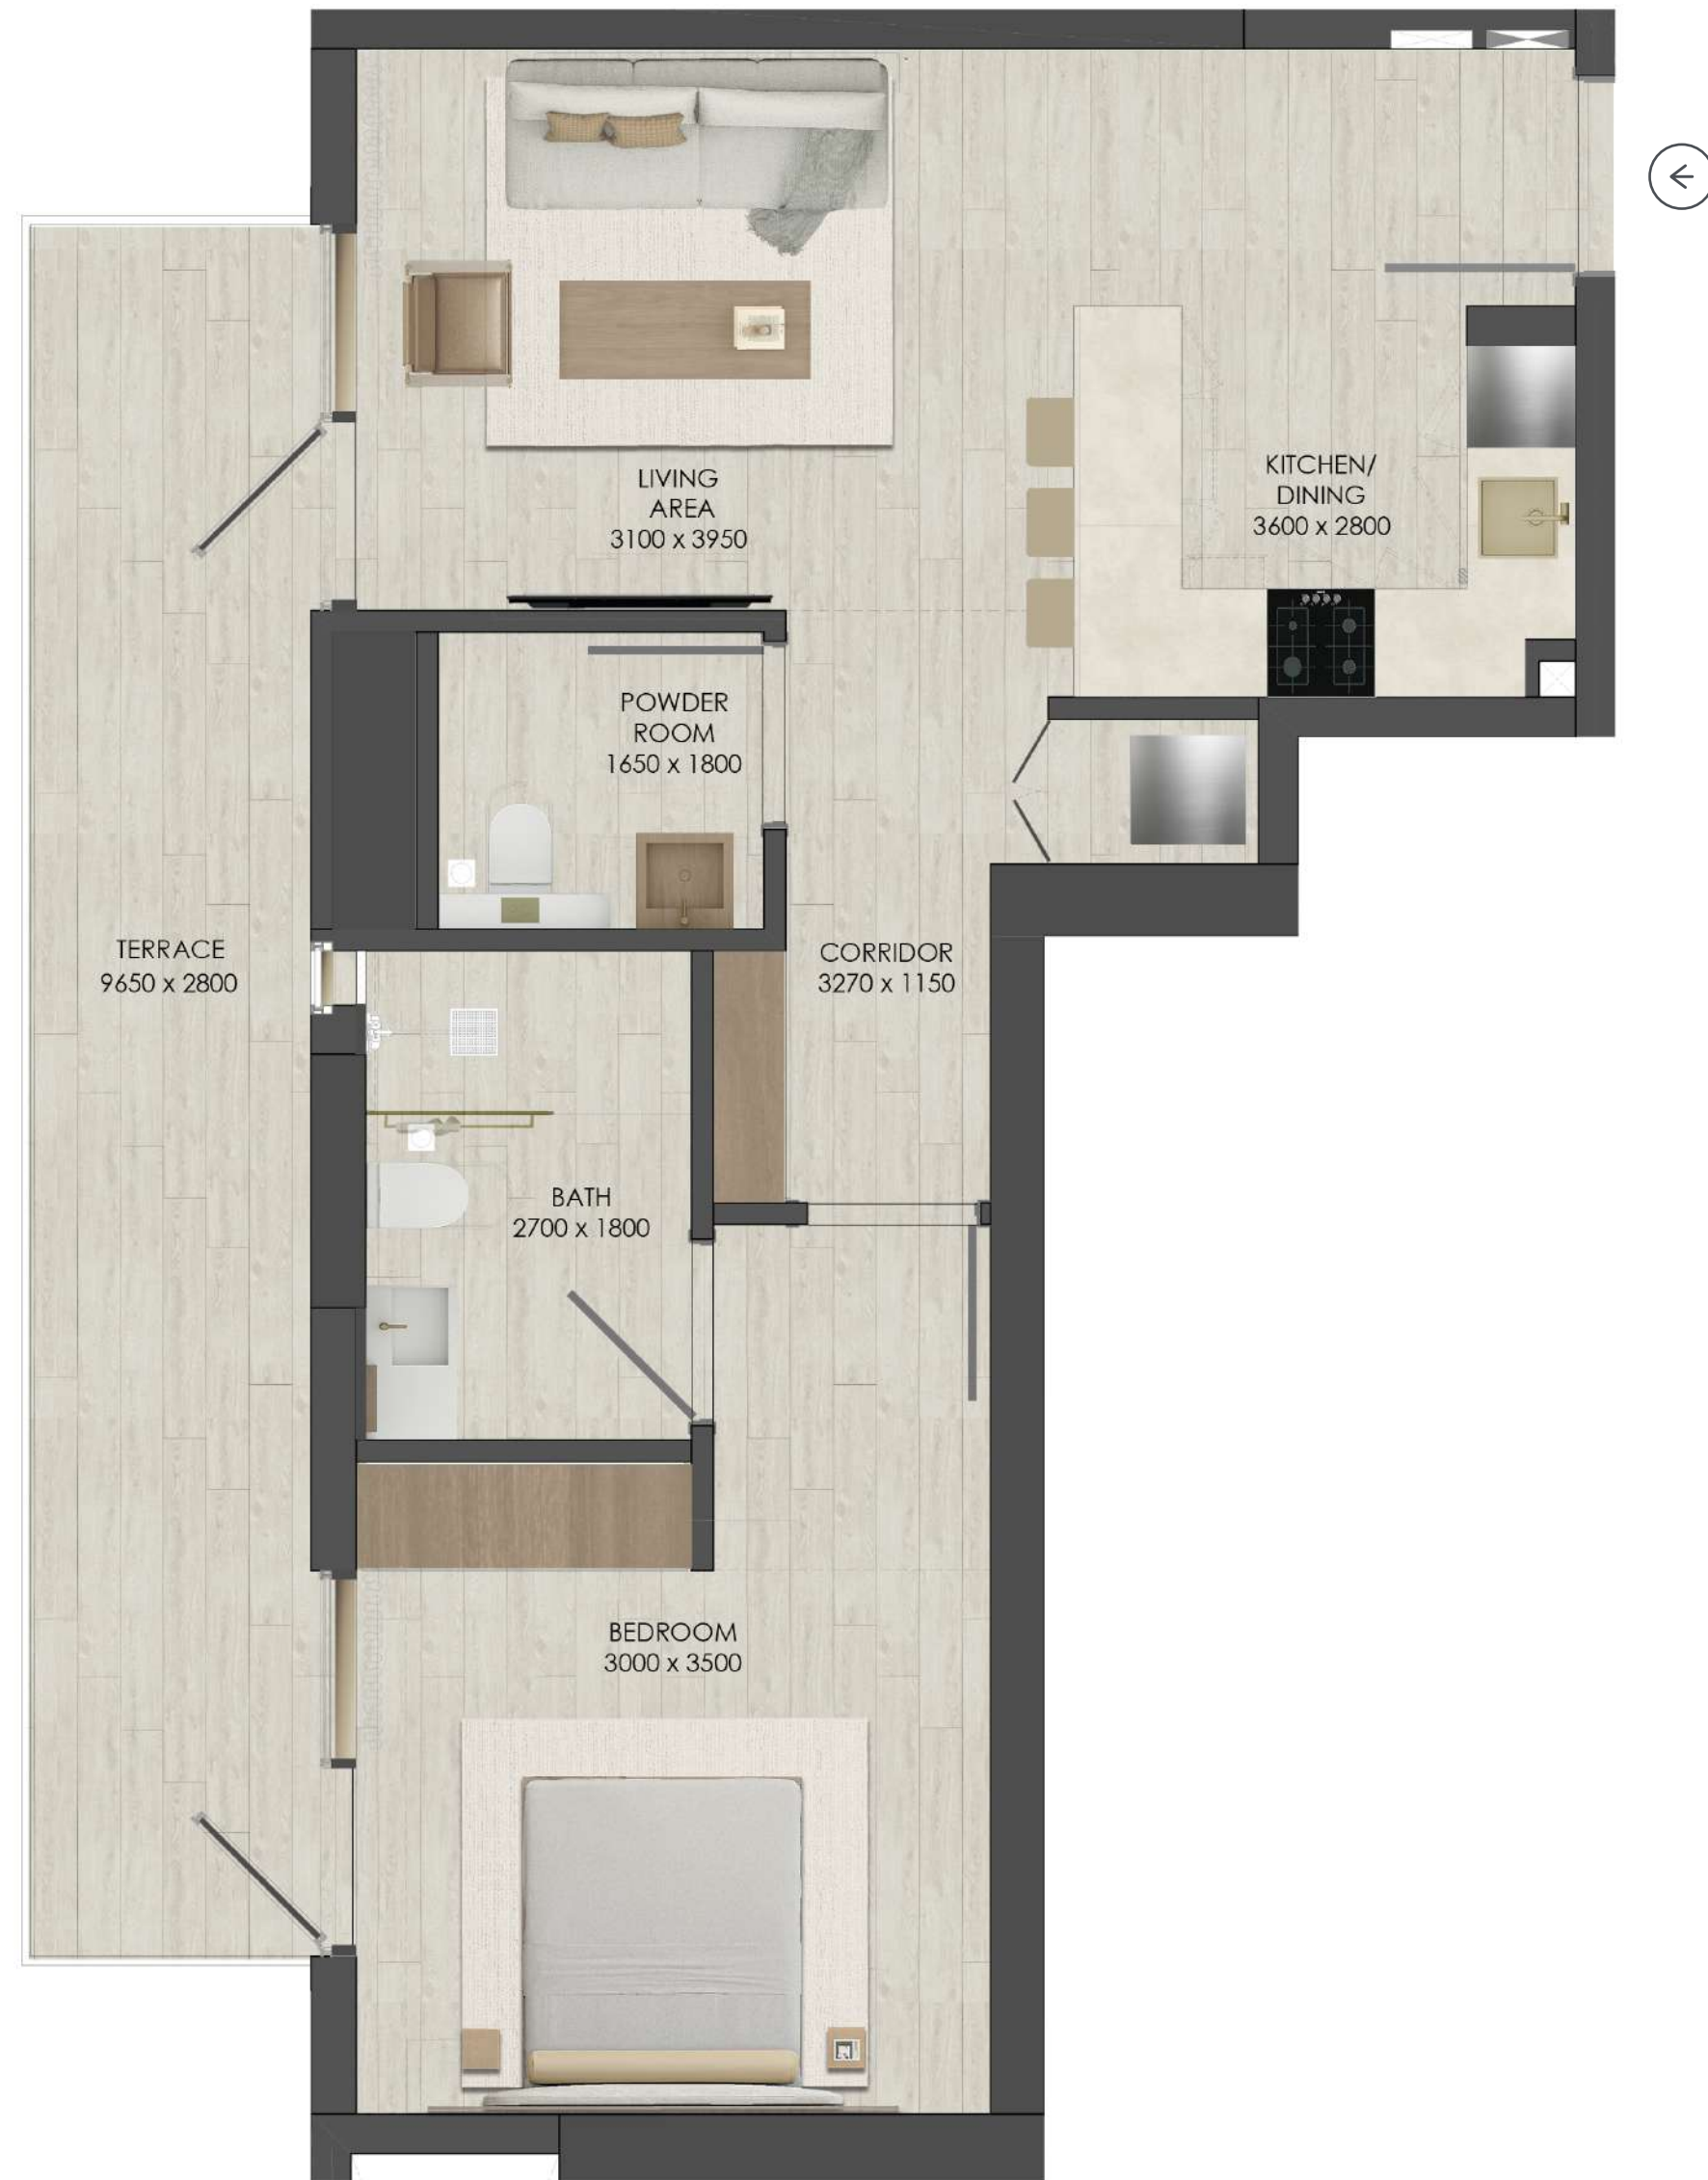 LIVING
AREA
3100 x 3950
KITCHEN/
DINING
3600 x 2800
POWDER
ROOM
1650 x 1800
TERRACE
9650 x 2800
CORRIDOR
3270 x 1150
BATH
2700 x 1800
BEDROOM
3000 x 3500